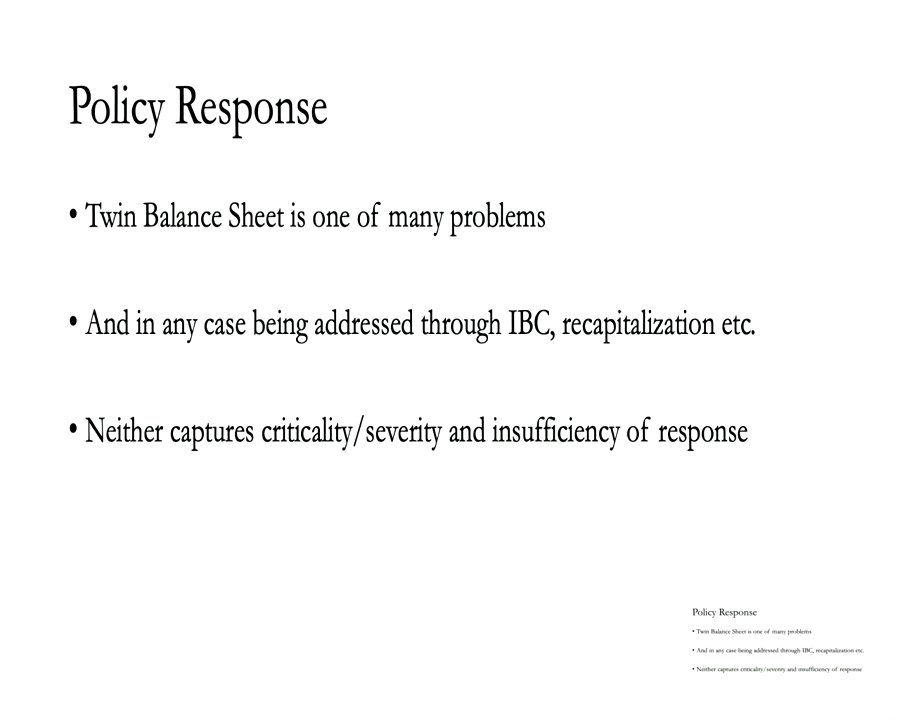 Policy Response
• Twin Balance Sheet is one of many problems
• And in any case being addressed through IBC, recapitalization etc.
• Neither captures criticality/severity and insufficiency of response
Policy Response
• Twin Balance Sheet is one of many problems
• And in any case being addressed through IBC, recapitalization etc.
• Neither captures criticality/severity and insufficiency of response